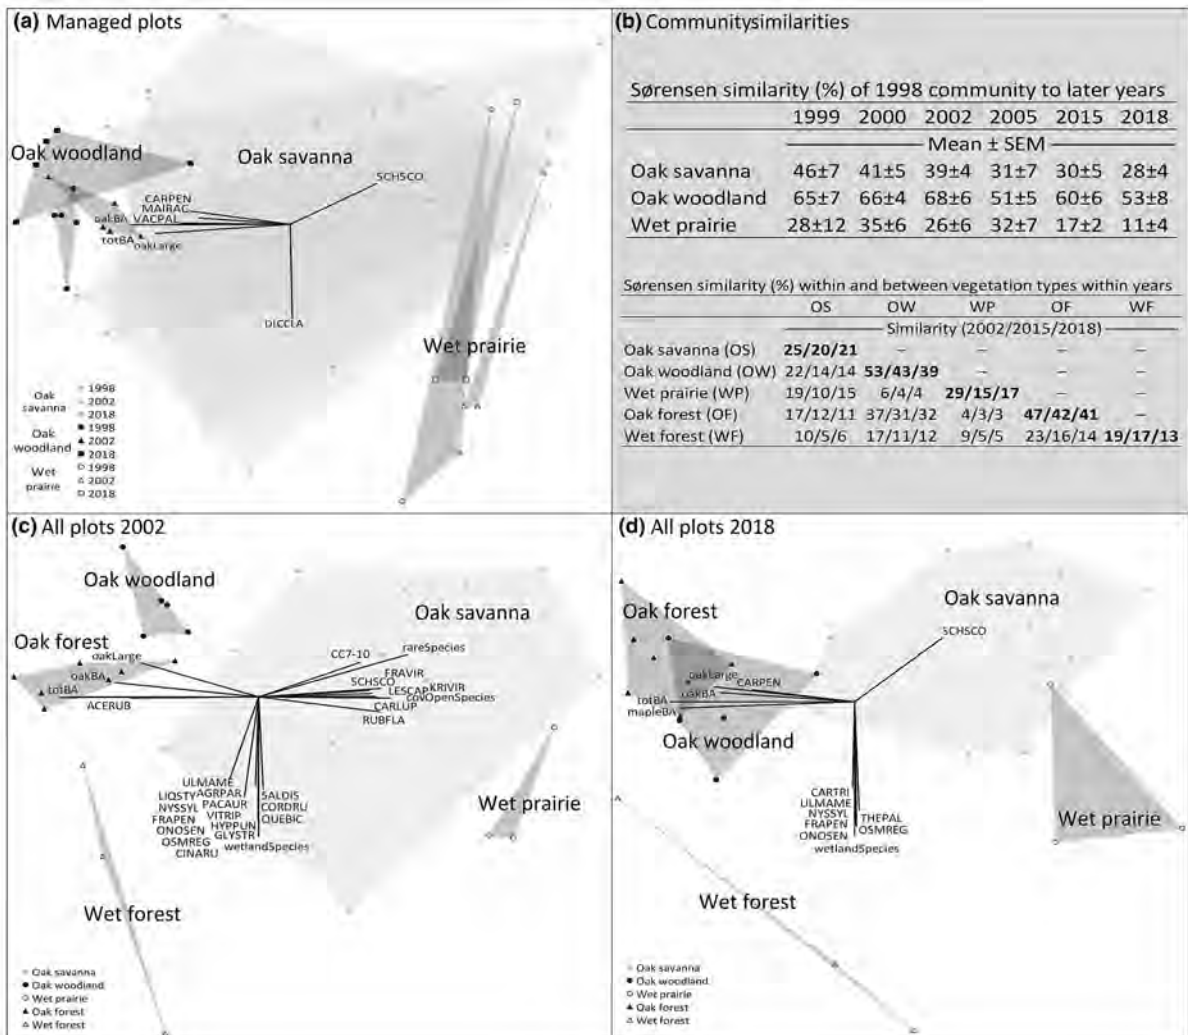 (a) Managed plots
Oak woodland
Oak savanna
SCHSCO
CARPEN
MAIRAC
oakBA VACPAL
totBA oakLarge
DICCLA
Wet prairie
Oak savanna
1998
2002
2018
Oak woodland
1998
2002
2018
Wet prairie
1998
2002
2018
(b) Communitysimilarities
Sørensen similarity (%) of 1998 community to later years
1999 2000 2002 2005 2015 2018
Mean ± SEM
Oak savanna 46±7 41±5 39±4 31±7 30±5 28±4
Oak woodland 65±7 66±4 68±6 51±5 60±6 53±8
Wet prairie 28±12 35±6 26±6 32±7 17±2 11±4
Sørensen similarity (%) within and between vegetation types within years
OS OW WP OF WF
Similarity (2002/2015/2018)
Oak savanna (OS) 25/20/21 – – – –
Oak woodland (OW) 22/14/14 53/43/39 – – –
Wet prairie (WP) 19/10/15 6/4/4 29/15/17 – –
Oak forest (OF) 17/12/11 37/31/32 4/3/3 47/42/41 –
Wet forest (WF) 10/5/6 17/11/12 9/5/5 23/16/14 19/17/13
(c) All plots 2002
Oak woodland
Oak savanna
Oak forest
oakLarge
CC7-10
rareSpecies
oakBA
FRAVIR
SCHSCO
totBA
LESCAP KRIVIR
covOpenSpecies
ACERUB
CARLUP
RUBFLA
ULMAME
LIQSTY AGRPAR SALDIS
NYSSYL PACAUR CORDRU
FRAPEN VITRIP QUEBIC
ONOSEN HYPPUN
OSMREG GLYSTR
CINARU wetlandSpecies
Wet prairie
Wet forest
Oak savanna
Oak woodland
Wet prairie
Oak forest
Wet forest
(d) All plots 2018
Oak savanna
Oak forest
SCHSCO
oakLarge
CARPEN
oakBA
totBA
mapleBA
Oak woodland
CARTRI
ULMAME
NYSSYL THEPAL
FRAPEN OSMREG
ONOSEN
wetlandSpecies
Wet prairie
Wet forest
Oak savanna
Oak woodland
Wet prairie
Oak forest
Wet forest